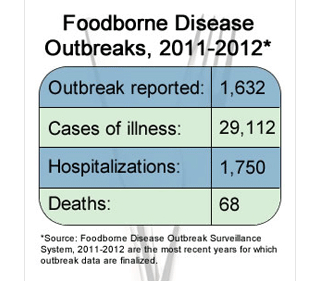 Foodborne Disease
Outbreaks, 2011-2012*
Outbreak reported: 1,632
Cases of illness: 29,112
Hospitalizations: 1,750
Deaths: 68
*Source: Foodborne Disease Outbreak Surveillance
System, 2011-2012 are the most recent years for which
outbreak data are finalized.